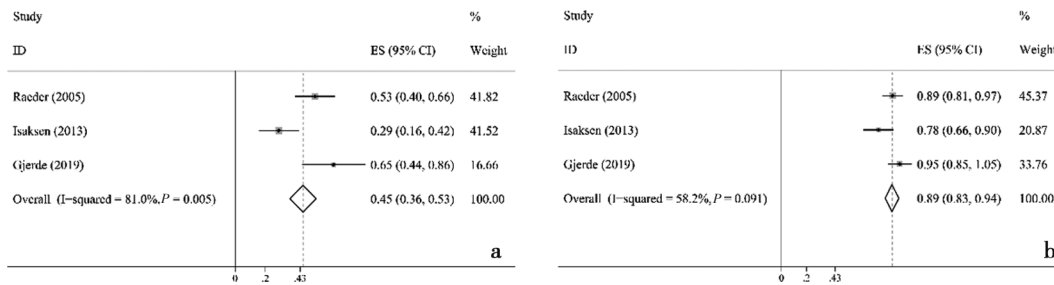 Study %
ID ES (95% CI) Weight
Raeder (2005) 0.53 (0.40, 0.66) 41.82
Isaksen (2013) 0.29 (0.16, 0.42) 41.52
Gjerde (2019) 0.65 (0.44, 0.86) 16.66
Overall (I-squared = 81.0%, P = 0.005) 0.45 (0.36, 0.53) 100.00
a
0 .2 .43
Study %
ID ES (95% CI) Weight
Raeder (2005) 0.89 (0.81, 0.97) 45.37
Isaksen (2013) 0.78 (0.66, 0.90) 20.87
Gjerde (2019) 0.95 (0.85, 1.05) 33.76
Overall (I-squared = 58.2%, P = 0.091) 0.89 (0.83, 0.94) 100.00
b
0 .2 .43